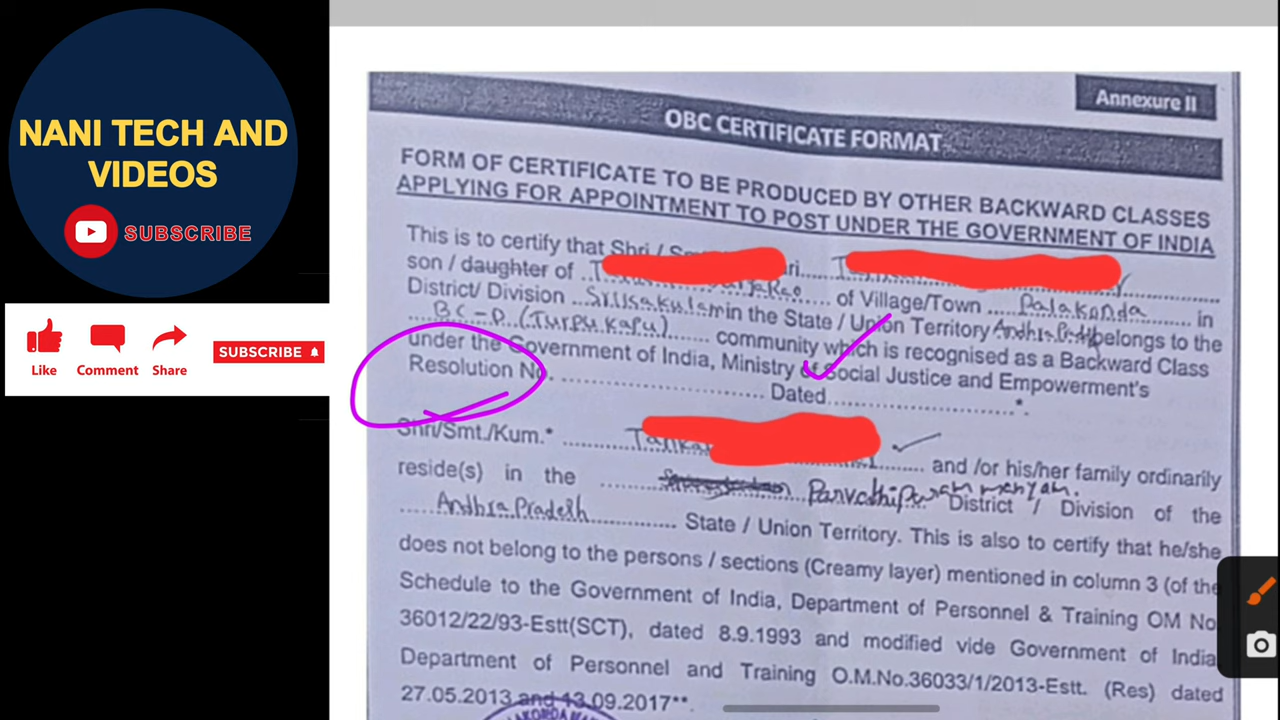 NANI TECH AND
VIDEOS
SUBSCRIBE
Like
Comment
Share
SUBSCRIBE
Annexure II
OBC CERTIFICATE FORMAT
FORM OF CERTIFICATE TO BE PRODUCED BY OTHER BACKWARD CLASSES
APPLYING FOR APPOINTMENT TO POST UNDER THE GOVERNMENT OF INDIA
This is to certify that Shri /
son / daughter of of Village/Town Palakonda in
District/ Division Srikakulam in the State / Union Territory Andhra Pradesh belongs to the
BC-D (Turpu Kapu) community which is recognised as a Backward Class
under the Government of India, Ministry of Social Justice and Empowerment's
Resolution No. Dated *.
Shri/Smt./Kum.* and /or his/her family ordinarily
reside(s) in the Parvathipuram manyam. District / Division of the
Andhra Pradesh State / Union Territory. This is also to certify that he/she
does not belong to the persons / sections (Creamy layer) mentioned in column 3 (of the
Schedule to the Government of India, Department of Personnel & Training OM No.
36012/22/93-Estt(SCT), dated 8.9.1993 and modified vide Government of India
Department of Personnel and Training O.M.No.36033/1/2013-Estt. (Res) dated
27.05.2013 and 13.09.2017**.